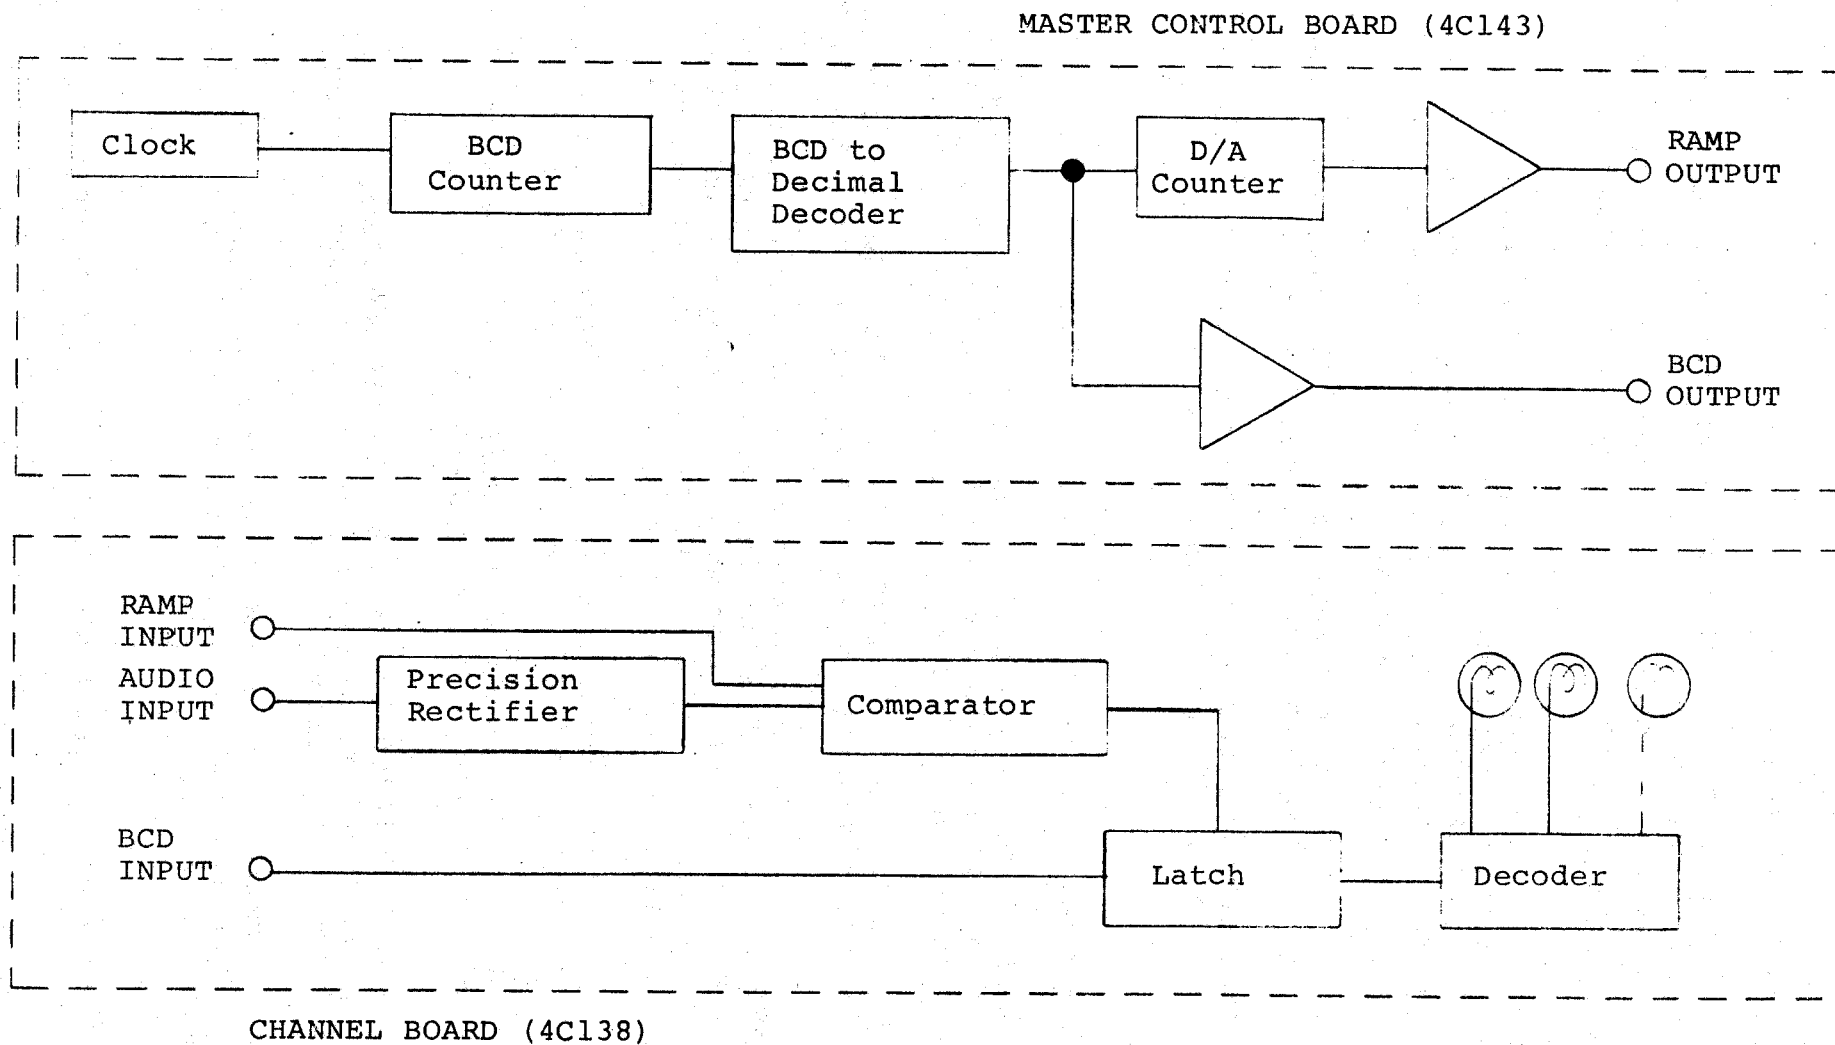 MASTER CONTROL BOARD (4C143)
Clock
BCD
Counter
BCD to
Decimal
Decoder
D/A
Counter
RAMP
OUTPUT
BCD
OUTPUT
RAMP
INPUT
AUDIO
INPUT
Precision
Rectifier
Comparator
BCD
INPUT
Latch
Decoder
CHANNEL BOARD (4C138)